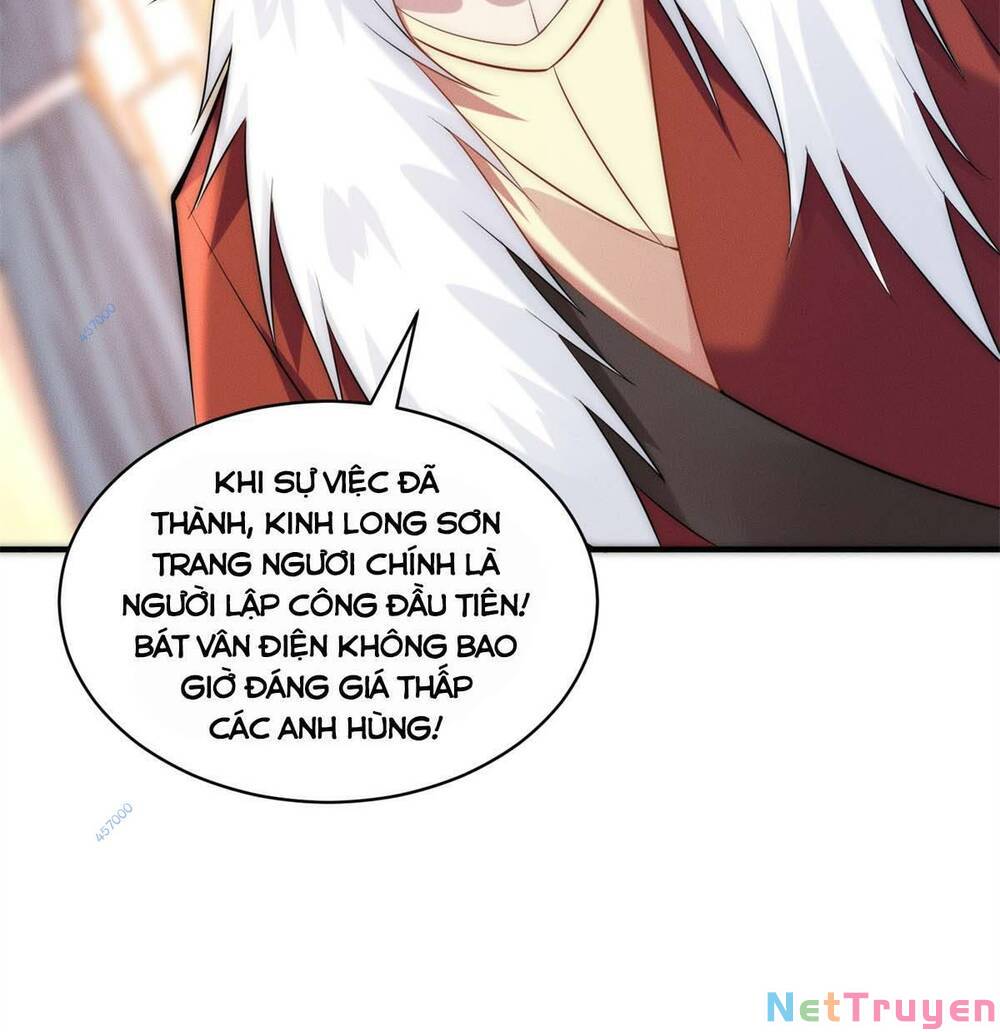 457000
KHI SỰ VIỆC ĐÃ
THÀNH, KINH LONG SƠN
TRANG NGƯƠI CHÍNH LÀ
NGƯỜI LẬP CÔNG ĐẦU TIÊN!
BÁT VÂN ĐIỆN KHÔNG BAO
GIỜ ĐÁNG GIÁ THẤP
CÁC ANH HÙNG!
457000
NetTruyen